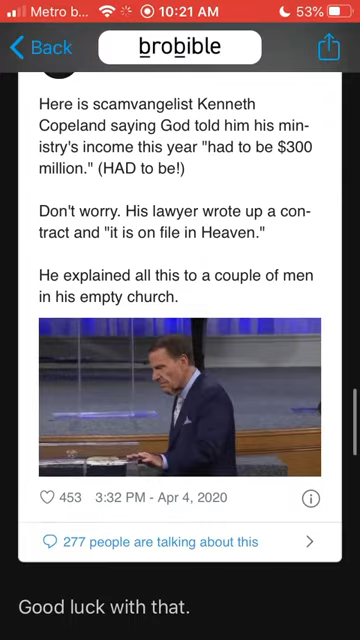 Metro b... 10:21 AM 53%
Back brobible
Here is scamvangelist Kenneth
Copeland saying God told him his min-
istry's income this year "had to be $300
million." (HAD to be!)
Don't worry. His lawyer wrote up a con-
tract and "it is on file in Heaven."
He explained all this to a couple of men
in his empty church.
453 3:32 PM - Apr 4, 2020
277 people are talking about this
Good luck with that.